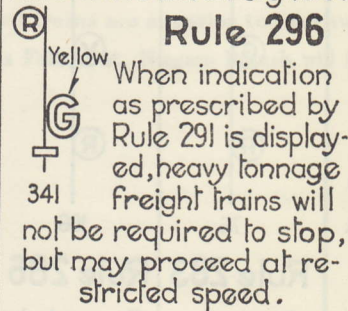 R
Rule 296
Yellow
G
341
When indication
as prescribed by
Rule 291 is display-
ed, heavy tonnage
freight trains will
not be required to stop,
but may proceed at re-
stricted speed.